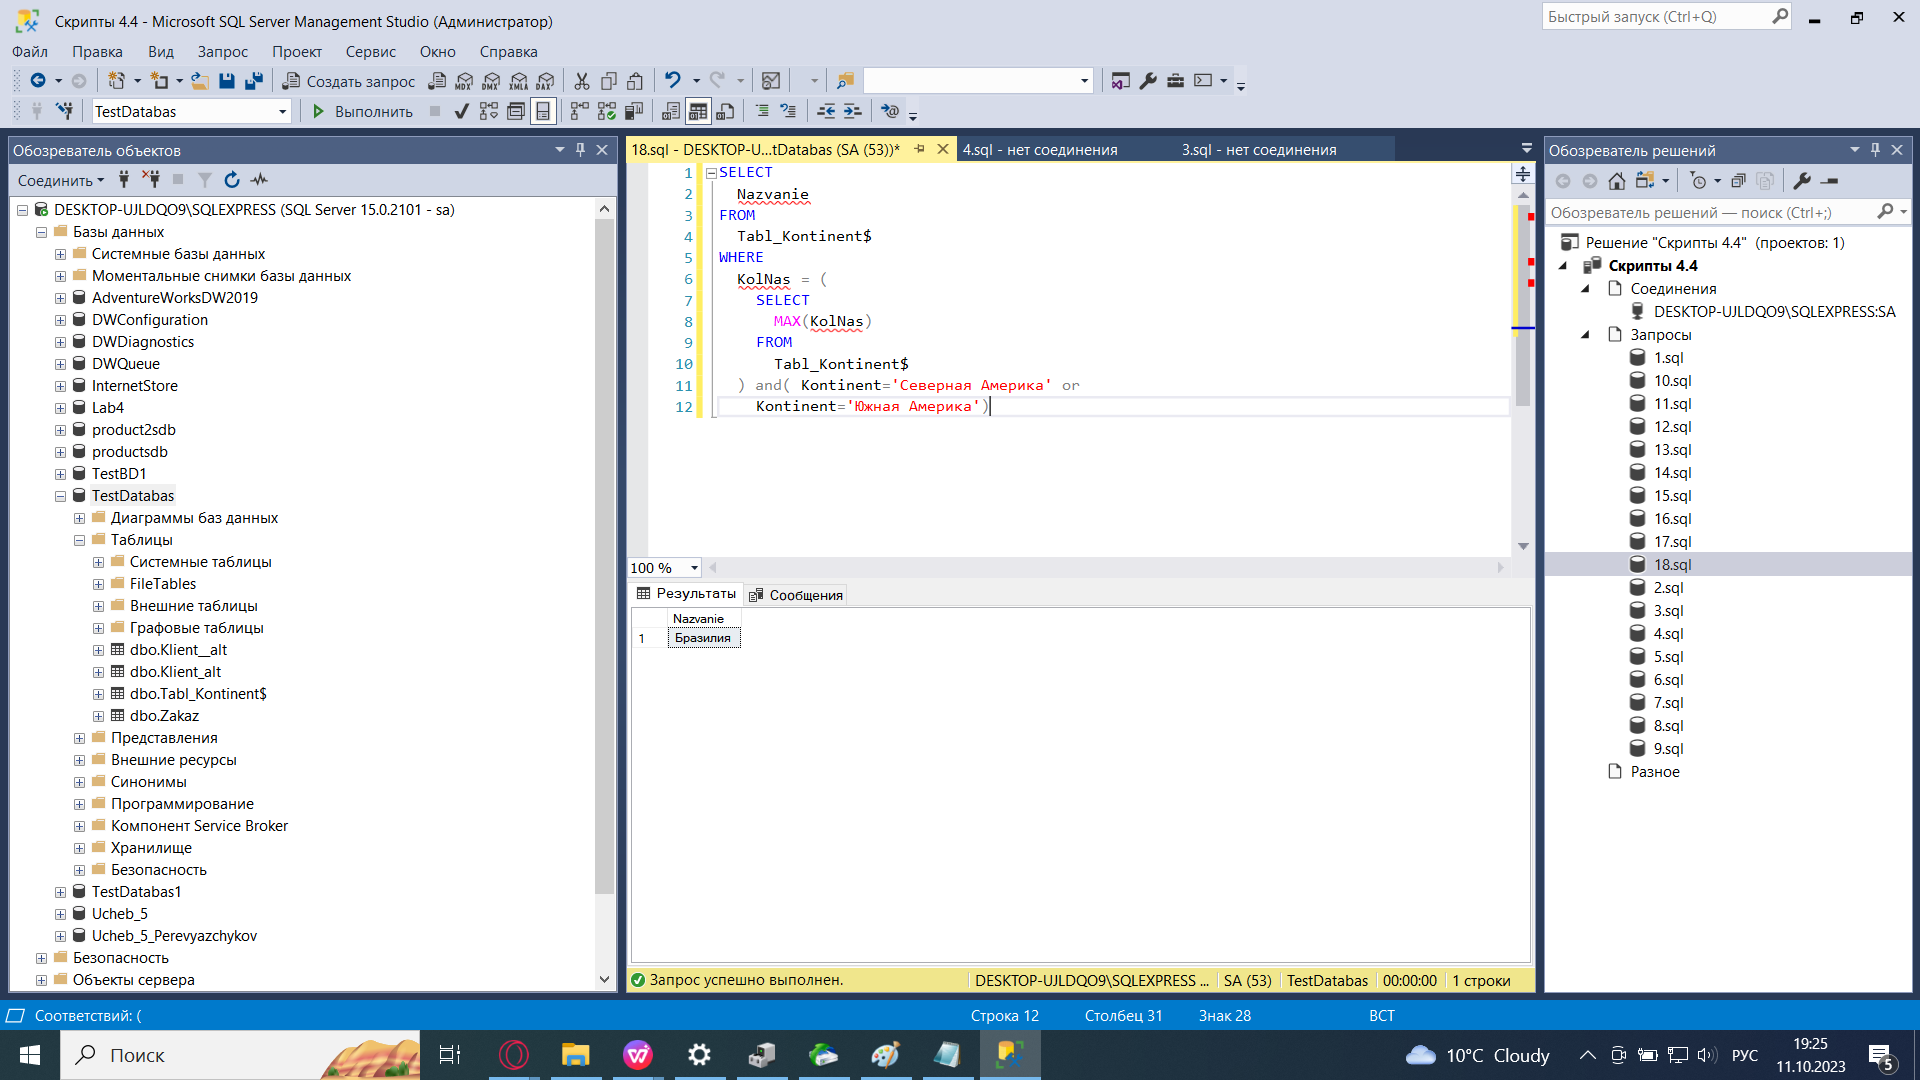 Скрипты 4.4 - Microsoft SQL Server Management Studio (Администратор)
Быстрый запуск (Ctrl+Q)
Файл Правка Вид Запрос Проект Сервис Окно Справка
Создать запрос
MDX DMX XMLA DAX
TestDatabas
Выполнить
Обозреватель объектов
Соединить
DESKTOP-UJLDQO9\SQLEXPRESS (SQL Server 15.0.2101 - sa)
Базы данных
Системные базы данных
Моментальные снимки базы данных
AdventureWorksDW2019
DWConfiguration
DWDiagnostics
DWQueue
InternetStore
Lab4
product2sdb
productsdb
TestBD1
TestDatabas
Диаграммы баз данных
Таблицы
Системные таблицы
FileTables
Внешние таблицы
Графовые таблицы
dbo.Klient__alt
dbo.Klient_alt
dbo.Tabl_Kontinent$
dbo.Zakaz
Представления
Внешние ресурсы
Синонимы
Программирование
Компонент Service Broker
Хранилище
Безопасность
TestDatabas1
Ucheb_5
Ucheb_5_Perevyazchykov
Безопасность
Объекты сервера
18.sql - DESKTOP-U...tDatabas (SA (53))*
4.sql - нет соединения
3.sql - нет соединения
1 SELECT
2 Nazvanie
3 FROM
4 Tabl_Kontinent$
5 WHERE
6 KolNas = (
7 SELECT
8 MAX(KolNas)
9 FROM
10 Tabl_Kontinent$
11 ) and( Kontinent='Северная Америка' or
12 Kontinent='Южная Америка')
100 %
Результаты
Сообщения
Nazvanie
1 Бразилия
Запрос успешно выполнен.
DESKTOP-UJLDQO9\SQLEXPRESS ...
SA (53)
TestDatabas
00:00:00
1 строки
Обозреватель решений
Обозреватель решений — поиск (Ctrl+;)
Решение "Скрипты 4.4" (проектов: 1)
Скрипты 4.4
Соединения
DESKTOP-UJLDQO9\SQLEXPRESS:SA
Запросы
1.sql
10.sql
11.sql
12.sql
13.sql
14.sql
15.sql
16.sql
17.sql
18.sql
2.sql
3.sql
4.sql
5.sql
6.sql
7.sql
8.sql
9.sql
Разное
Соответствий: (
Строка 12
Столбец 31
Знак 28
ВСТ
Поиск
10°C Cloudy
РУС
19:25
11.10.2023
5